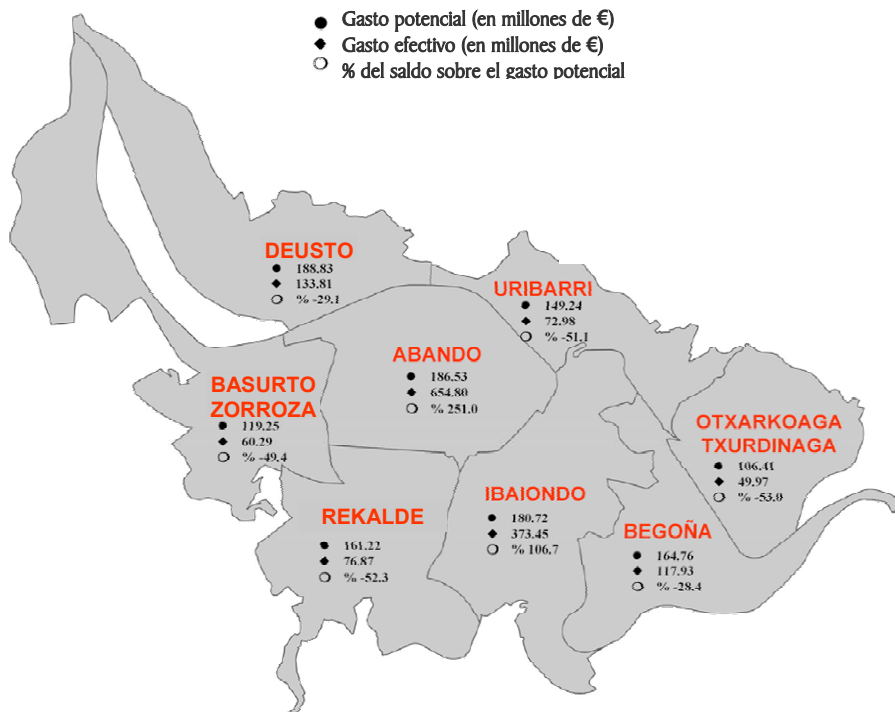 Gasto potencial (en millones de €)
Gasto efectivo (en millones de €)
% del saldo sobre el gasto potencial
DEUSTO
188.83
133.81
% -29.1
URIBARRI
149.24
72.98
% -51.1
ABANDO
186.53
654.80
% 251.0
BASURTO
ZORROZA
119.25
60.29
% -49.4
OTXARKOAGA
TXURDINAGA
106.41
49.97
% -53.0
IBAIONDO
180.72
373.45
% 106.7
REKALDE
161.22
76.87
% -52.3
BEGOÑA
164.76
117.93
% -28.4